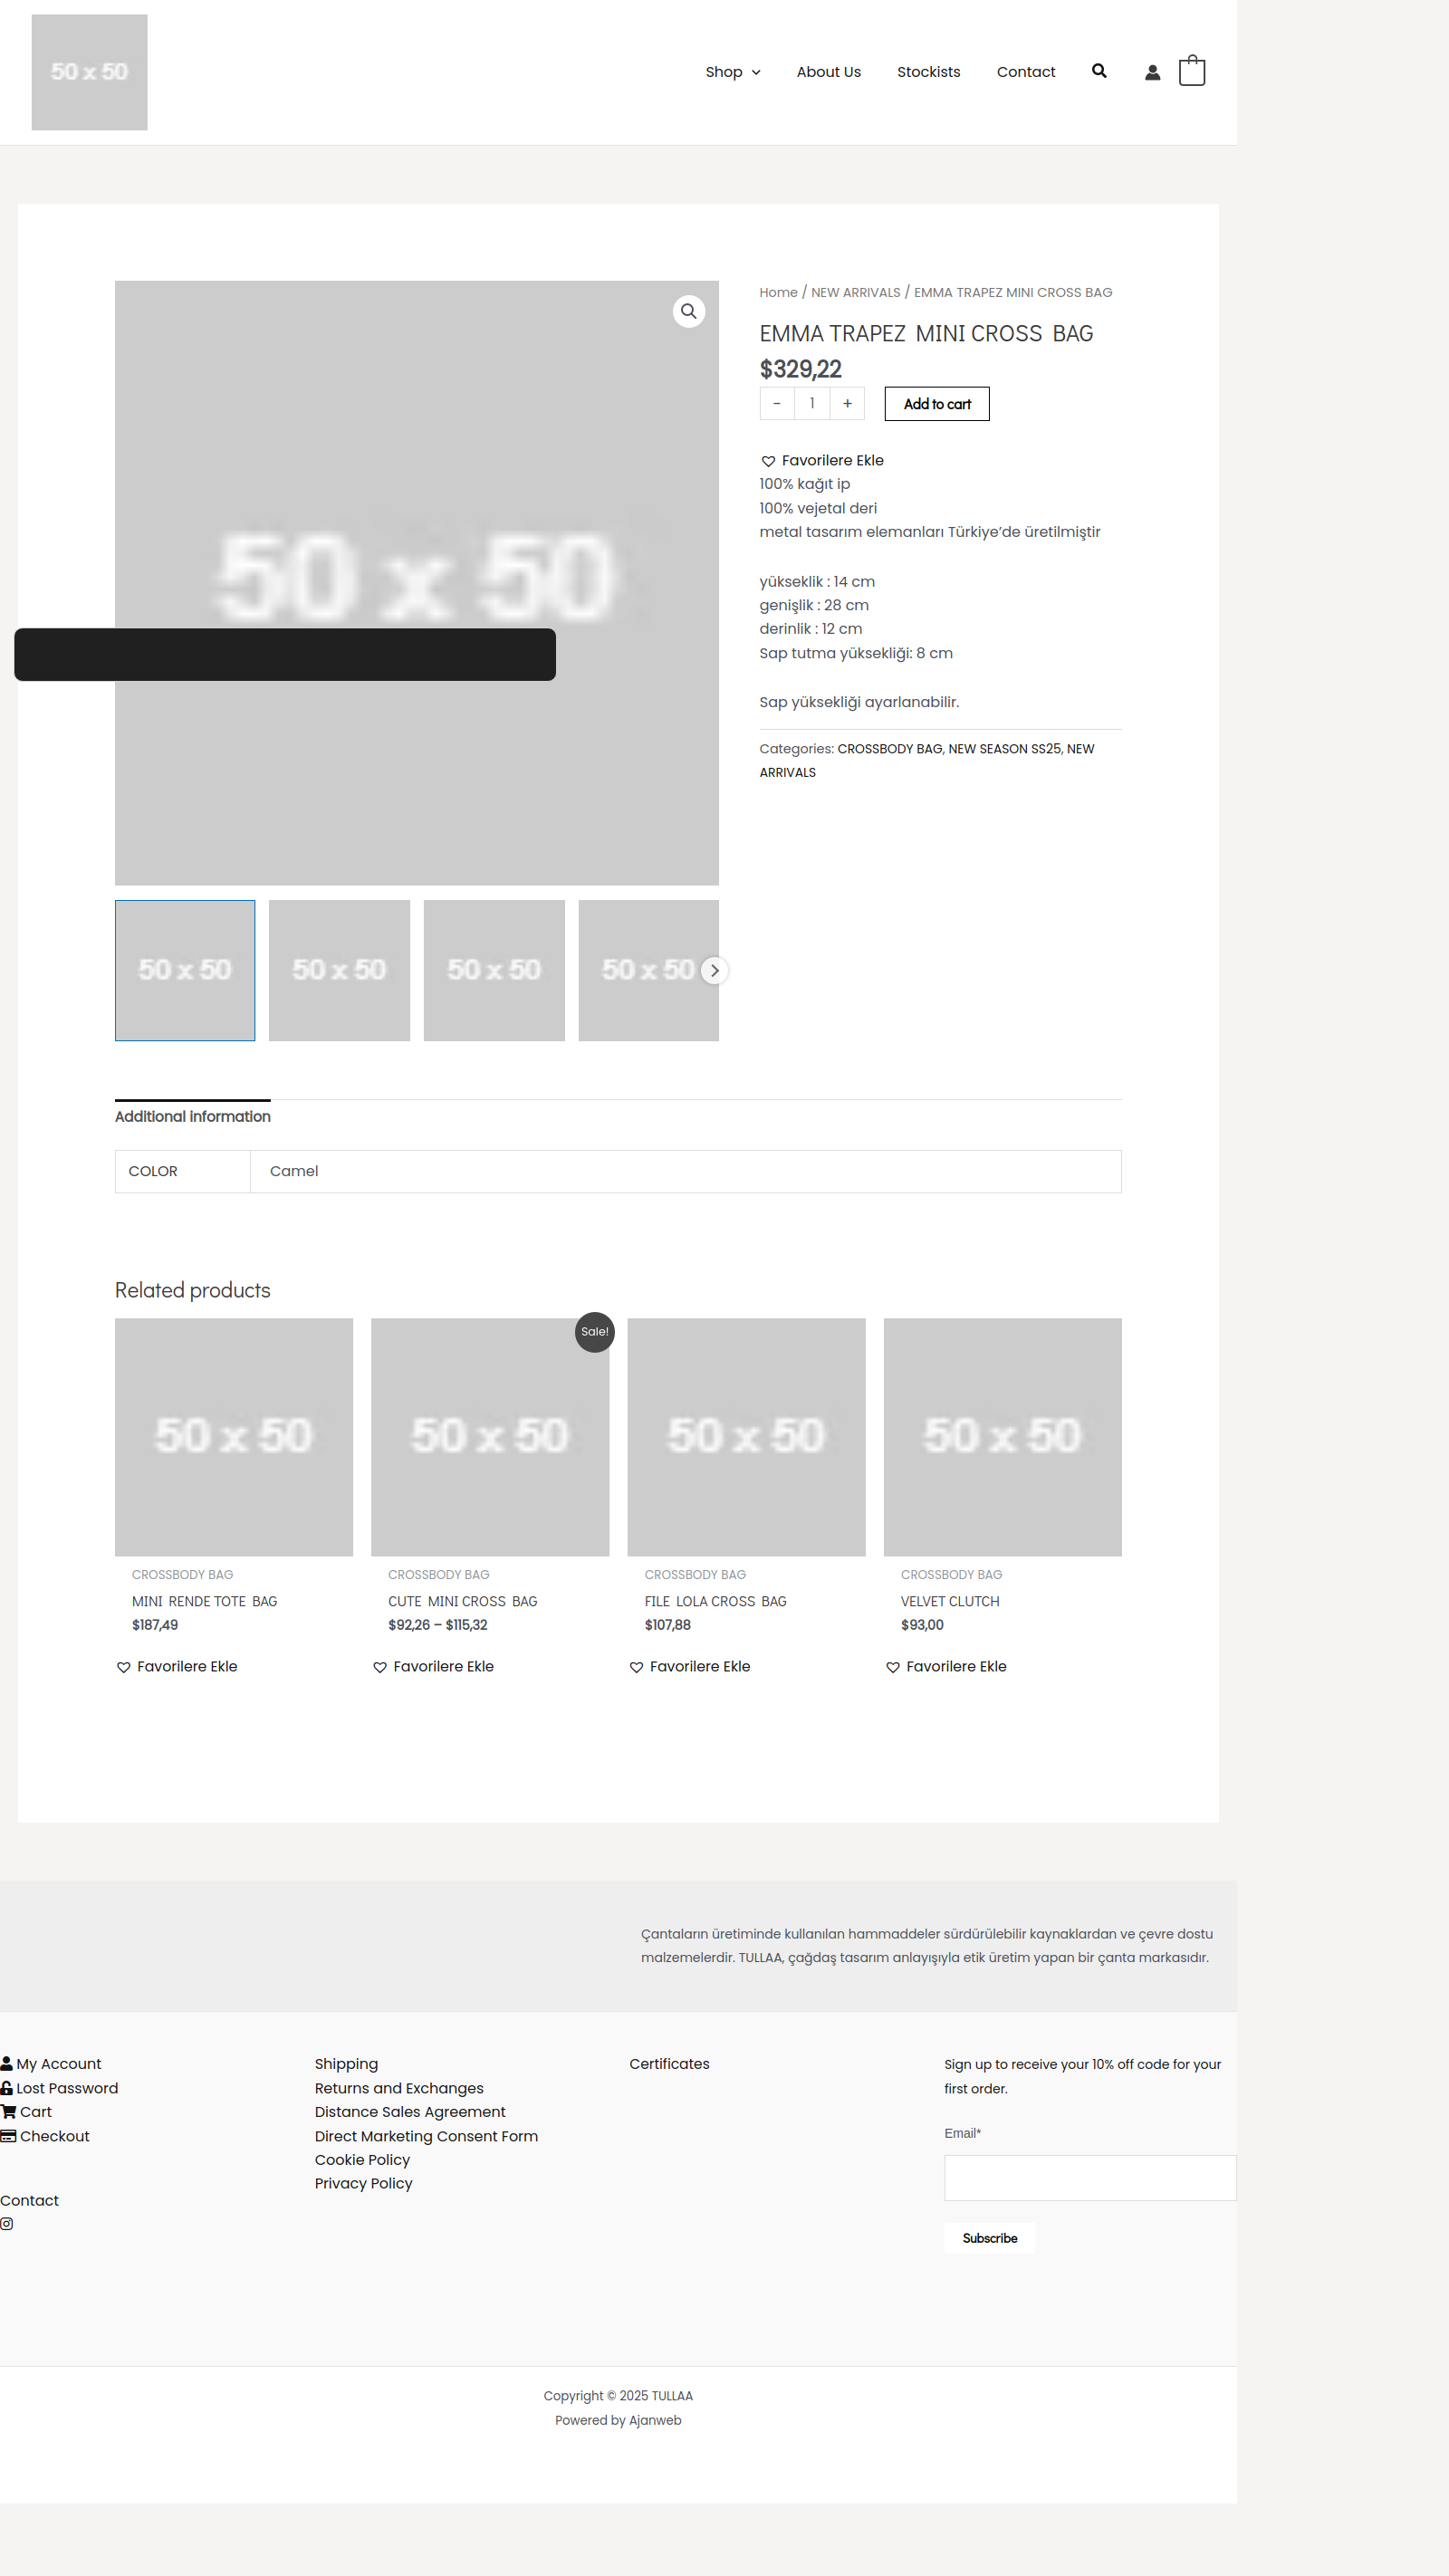 50 x 50
Shop
About Us
Stockists
Contact
50 x 50
Home / NEW ARRIVALS / EMMA TRAPEZ MINI CROSS BAG
EMMA TRAPEZ MINI CROSS BAG
$329,22
- 1 +
Add to cart
Favorilere Ekle
100% kağıt ip
100% vejetal deri
metal tasarım elemanları Türkiye’de üretilmiştir
yükseklik : 14 cm
genişlik : 28 cm
derinlik : 12 cm
Sap tutma yüksekliği: 8 cm
Sap yüksekliği ayarlanabilir.
Categories: CROSSBODY BAG, NEW SEASON SS25, NEW
ARRIVALS
50 x 50
50 x 50
50 x 50
50 x 50
Additional information
COLOR
Camel
Related products
50 x 50
CROSSBODY BAG
MINI RENDE TOTE BAG
$187,49
Favorilere Ekle
Sale!
50 x 50
CROSSBODY BAG
CUTE MINI CROSS BAG
$92,26 – $115,32
Favorilere Ekle
50 x 50
CROSSBODY BAG
FILE LOLA CROSS BAG
$107,88
Favorilere Ekle
50 x 50
CROSSBODY BAG
VELVET CLUTCH
$93,00
Favorilere Ekle
Çantaların üretiminde kullanılan hammaddeler sürdürülebilir kaynaklardan ve çevre dostu
malzemelerdir. TULLAA, çağdaş tasarım anlayışıyla etik üretim yapan bir çanta markasıdır.
My Account
Lost Password
Cart
Checkout
Contact
Shipping
Returns and Exchanges
Distance Sales Agreement
Direct Marketing Consent Form
Cookie Policy
Privacy Policy
Certificates
Sign up to receive your 10% off code for your
first order.
Email*
Subscribe
Copyright © 2025 TULLAA
Powered by Ajanweb